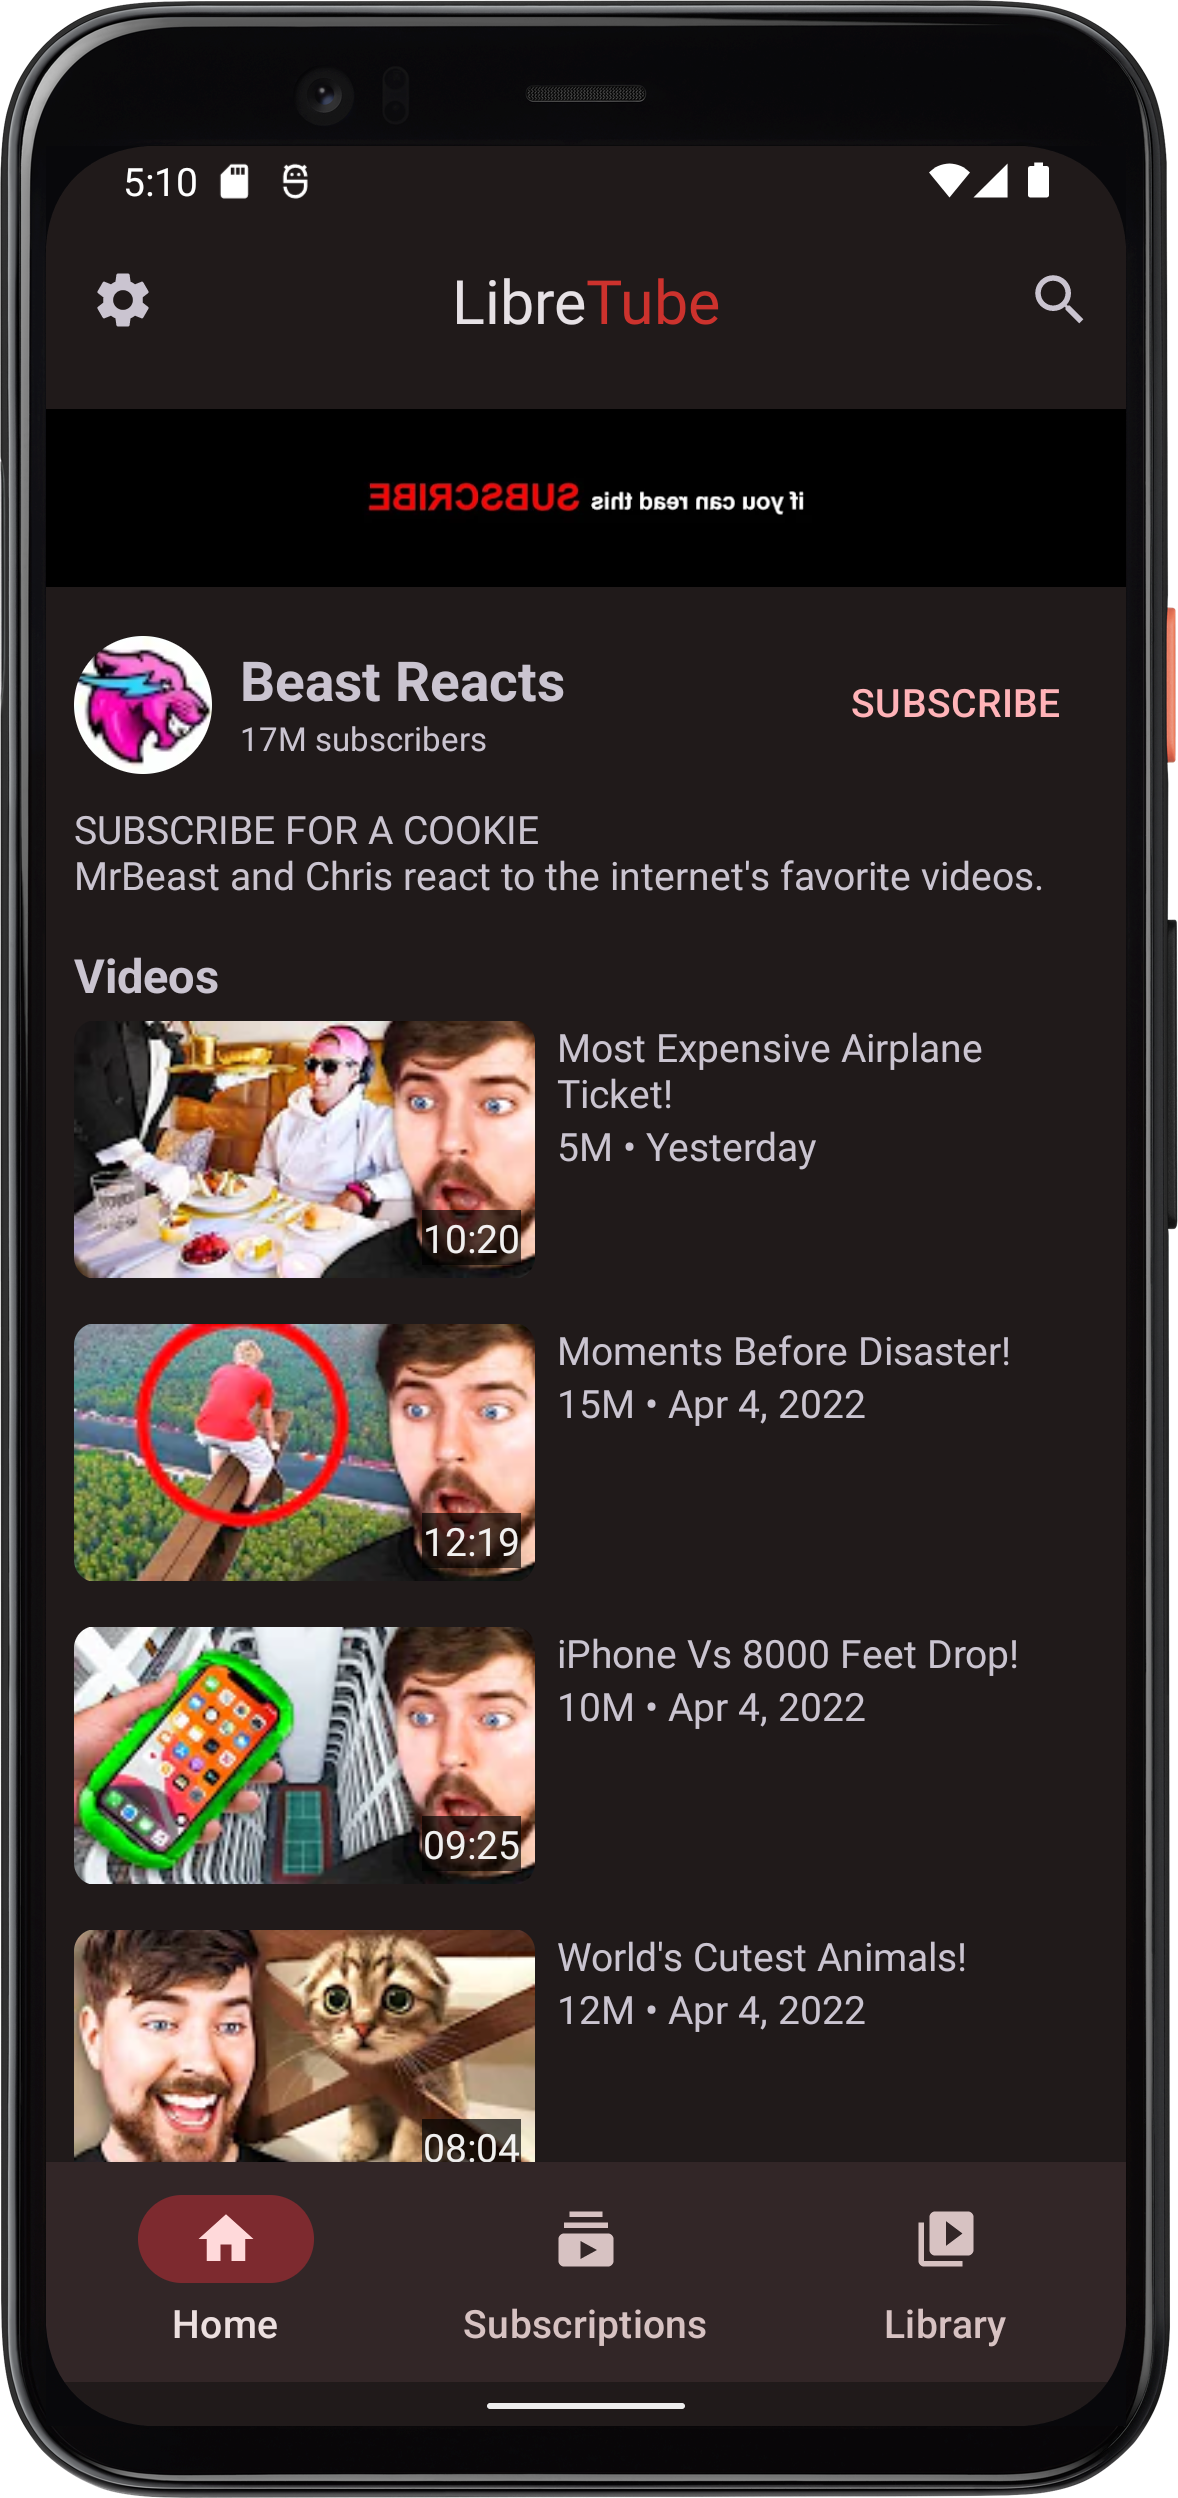 5:10
LibreTube
if you can read this SUBSCRIBE
Beast Reacts
17M subscribers
SUBSCRIBE
SUBSCRIBE FOR A COOKIE
MrBeast and Chris react to the internet's favorite videos.
Videos
Most Expensive Airplane
Ticket!
5M • Yesterday
10:20
Moments Before Disaster!
15M • Apr 4, 2022
12:19
iPhone Vs 8000 Feet Drop!
10M • Apr 4, 2022
09:25
World's Cutest Animals!
12M • Apr 4, 2022
08:04
Home
Subscriptions
Library